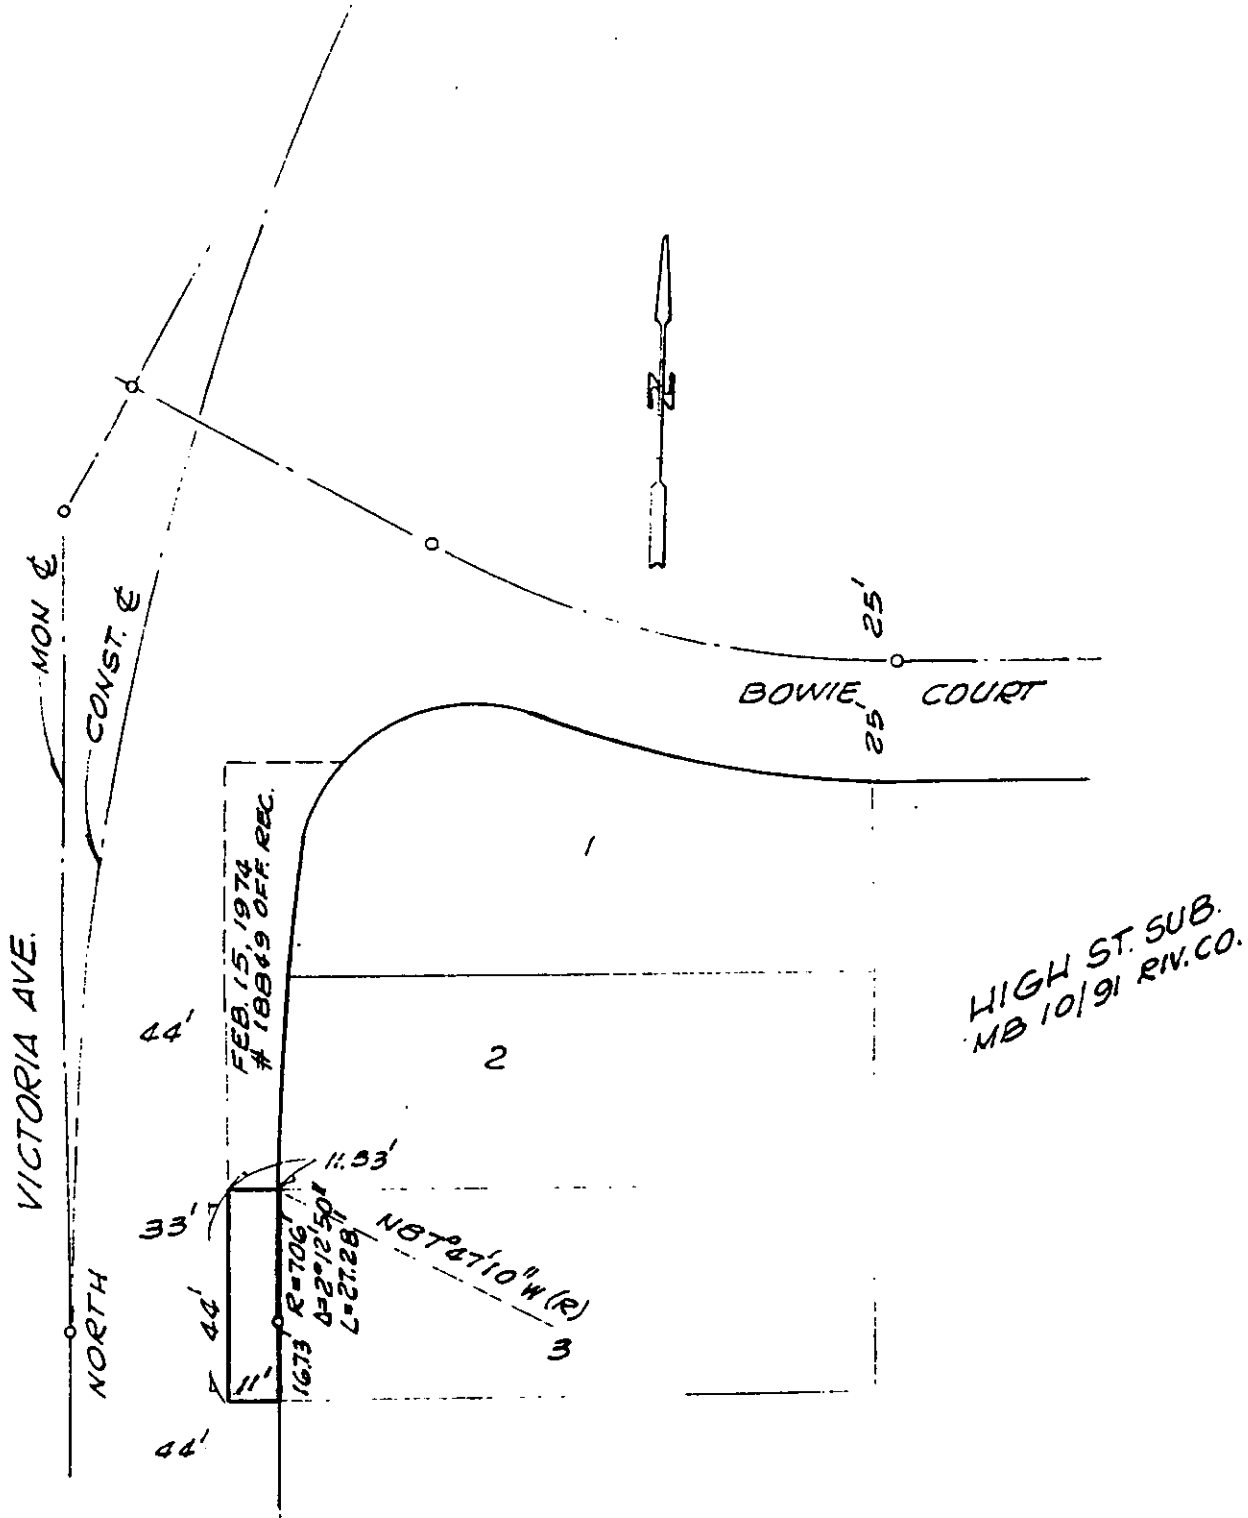 N
MON ℄
CONST. ℄
25'
BOWIE COURT
25'
VICTORIA AVE.
FEB. 15, 1974
# 18849 OFF. REC.
1
HIGH ST. SUB.
MB 10/91 RIV. CO.
44'
2
11.53'
33'
N87°47'10"W (R)
R=706'
Δ=2°12'50"
L=27.28'
44'
NORTH
16.73'
3
11'
44'